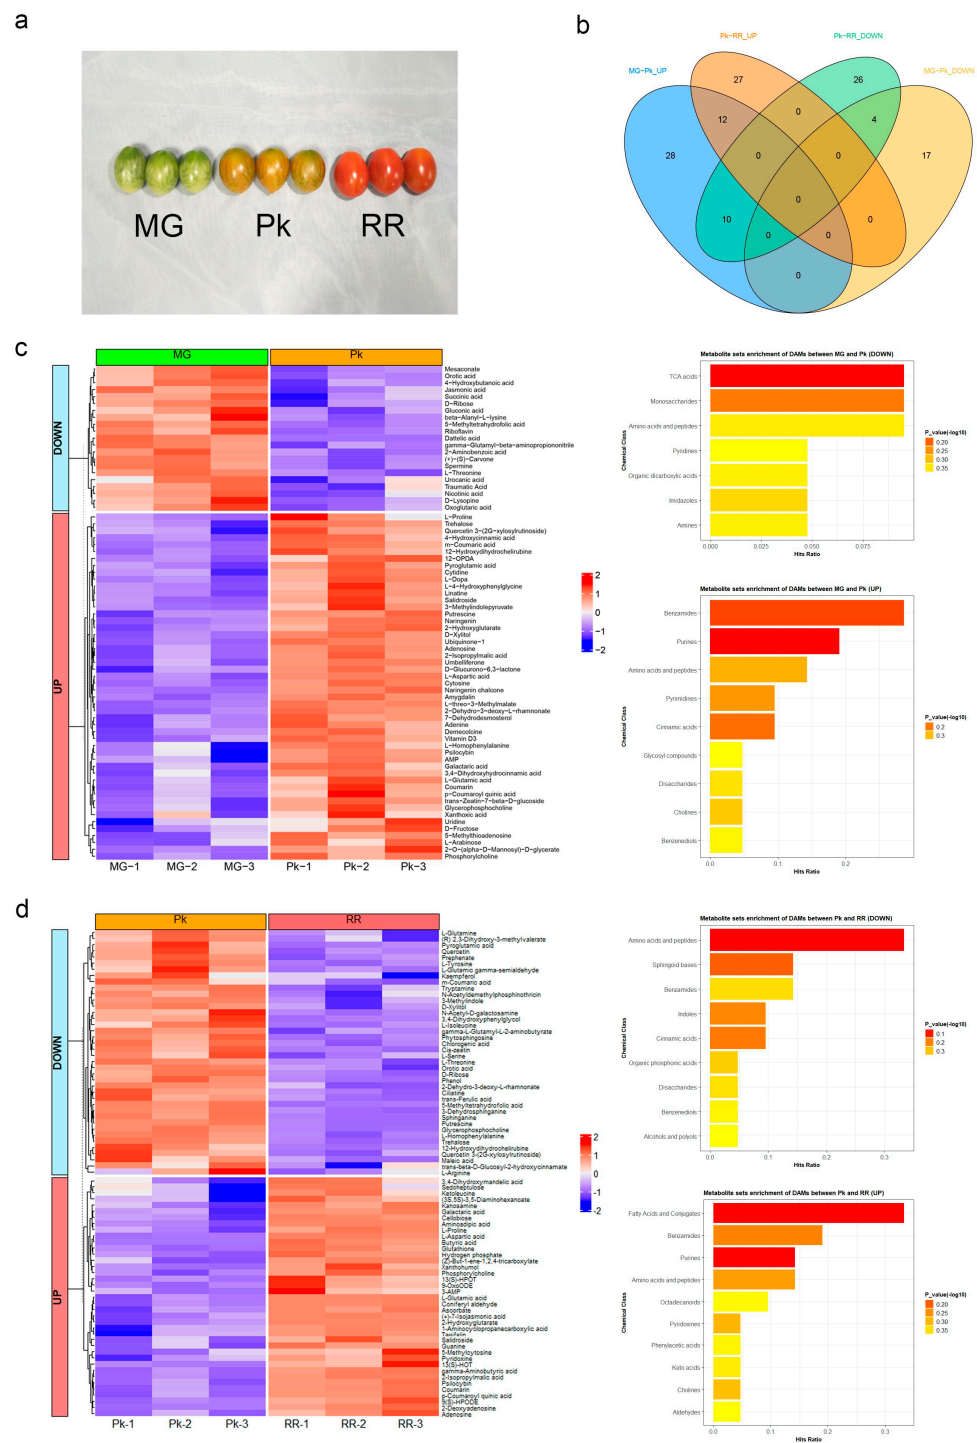 a
MG
Pk
RR
b
Pk−RR_UP
Pk−RR_DOWN
MG−Pk_UP
MG−Pk_DOWN
27
26
0
12
4
28
0
0
17
0
10
0
0
0
0
c
MG
Pk
DOWN
UP
Mesaconate
Orotic acid
4−Hydroxybutanoic acid
Jasmonic acid
Succinic acid
D−Ribose
Gluconic acid
beta−Alanyl−L−lysine
5−Methyltetrahydrofolic acid
Riboflavin
Dattelic acid
gamma−Glutamyl−beta−aminopropiononitrile
2−Aminobenzoic acid
(+)−(S)−Carvone
Spermine
L−Threonine
Urocanic acid
Traumatic Acid
Nicotinic acid
D−Lysopine
Oxoglutaric acid
L−Proline
Trehalose
Quercetin 3−(2G−xylosylrutinoside)
4−Hydroxycinnamic acid
m−Coumaric acid
12−Hydroxydihydrochelirubine
12−OPDA
Pyroglutamic acid
Cytidine
L−Dopa
L−4−Hydroxyphenylglycine
Linatine
Salidroside
3−Methylindolepyruvate
Putrescine
Naringenin
2−Hydroxyglutarate
D−Xylitol
Ubiquinone−1
Adenosine
2−Isopropylmalic acid
Umbelliferone
D−Glucurono−6,3−lactone
L−Aspartic acid
Cytosine
Naringenin chalcone
Amygdalin
L−threo−3−Methylmalate
2−Dehydro−3−deoxy−L−rhamnonate
7−Dehydrodesmosterol
Adenine
Demecolcine
Vitamin D3
L−Homophenylalanine
Psilocybin
AMP
Galactaric acid
3,4−Dihydroxyhydrocinnamic acid
L−Glutamic acid
Coumarin
p−Coumaroyl quinic acid
trans−Zeatin−7−beta−D−glucoside
Glycerophosphocholine
Xanthoxic acid
Uridine
D−Fructose
5−Methylthioadenosine
L−Arabinose
2−O−(alpha−D−Mannosyl)−D−glycerate
Phosphorylcholine
MG−1
MG−2
MG−3
Pk−1
Pk−2
Pk−3
2
1
0
−1
−2
Metabolite sets enrichment of DAMs between MG and Pk (DOWN)
Chemical Class
TCA acids
Monosaccharides
Amino acids and peptides
Pyridines
Organic dicarboxylic acids
Imidazoles
Amines
0.000
0.025
0.050
0.075
Hits Ratio
P_value(-log10)
0.20
0.25
0.30
0.35
Metabolite sets enrichment of DAMs between MG and Pk (UP)
Chemical Class
Benzamides
Purines
Amino acids and peptides
Pyrimidines
Cinnamic acids
Glycosyl compounds
Disaccharides
Cholines
Benzenediols
0.0
0.1
0.2
Hits Ratio
P_value(-log10)
0.2
0.3
d
Pk
RR
DOWN
UP
L-Glutamine
(R) 2,3-Dihydroxy-3-methylvalerate
Pyroglutamic acid
Quercetin
Prephenate
L-Tyrosine
L-Glutamic gamma-semialdehyde
Kaempferol
m-Coumaric acid
Tryptamine
N-Acetyldemethylphosphinothricin
3-Methylindole
D-Xylitol
N-Acetyl-D-galactosamine
3,4-Dihydroxyphenylglycol
L-Isoleucine
gamma-L-Glutamyl-L-2-aminobutyrate
Phytosphingosine
Chlorogenic acid
Cis-zeatin
L-Serine
L-Threonine
Orotic acid
D-Ribose
Phenol
2-Dehydro-3-deoxy-L-rhamnonate
Ciliatine
trans-Ferulic acid
5-Methyltetrahydrofolic acid
3-Dehydrosphinganine
Sphinganine
Putrescine
Glycerophosphocholine
L-Homophenylalanine
Trehalose
12-Hydroxydihydrochelirubine
Quercetin 3-(2G-xylosylrutinoside)
Maleic acid
trans-beta-D-Glucosyl-2-hydroxycinnamate
L-Arginine
3,4-Dihydroxymandelic acid
Sedoheptulose
Ketoleucine
(3S,5S)-3,5-Diaminohexanoate
Kanosamine
Galactaric acid
Cellobiose
Aminoadipic acid
L-Proline
L-Aspartic acid
Butyric acid
Glutathione
Hydrogen phosphate
(Z)-But-1-ene-1,2,4-tricarboxylate
Xanthohumol
Phosphorylcholine
13(S)-HPOT
9-OxoODE
3-AMP
L-Glutamic acid
Coniferyl aldehyde
Ascorbate
(+)-7-Isojasmonic acid
2-Hydroxyglutarate
1-Aminocyclopropanecarboxylic acid
Taxifolin
Salidroside
Guanine
5-Methylcytosine
Pyridoxine
13(S)-HOT
gamma-Aminobutyric acid
2-Isopropylmalic acid
Psilocybin
Coumarin
p-Coumaroyl quinic acid
9(S)-HPODE
2-Deoxyadenosine
Adenosine
Pk-1
Pk-2
Pk-3
RR-1
RR-2
RR-3
2
1
0
-1
-2
Metabolite sets enrichment of DAMs between Pk and RR (DOWN)
Chemical Class
Amino acids and peptides
Sphingoid bases
Benzamides
Indoles
Cinnamic acids
Organic phosphonic acids
Disaccharides
Benzenediols
Alcohols and polyols
0.0
0.1
0.2
0.3
Hits Ratio
P_value(-log10)
0.1
0.2
0.3
Metabolite sets enrichment of DAMs between Pk and RR (UP)
Chemical Class
Fatty Acids and Conjugates
Benzamides
Purines
Amino acids and peptides
Octadecanoids
Pyridoxines
Phenylacetic acids
Keto acids
Cholines
Aldehydes
0.0
0.1
0.2
0.3
Hits Ratio
P_value(-log10)
0.20
0.25
0.30
0.35